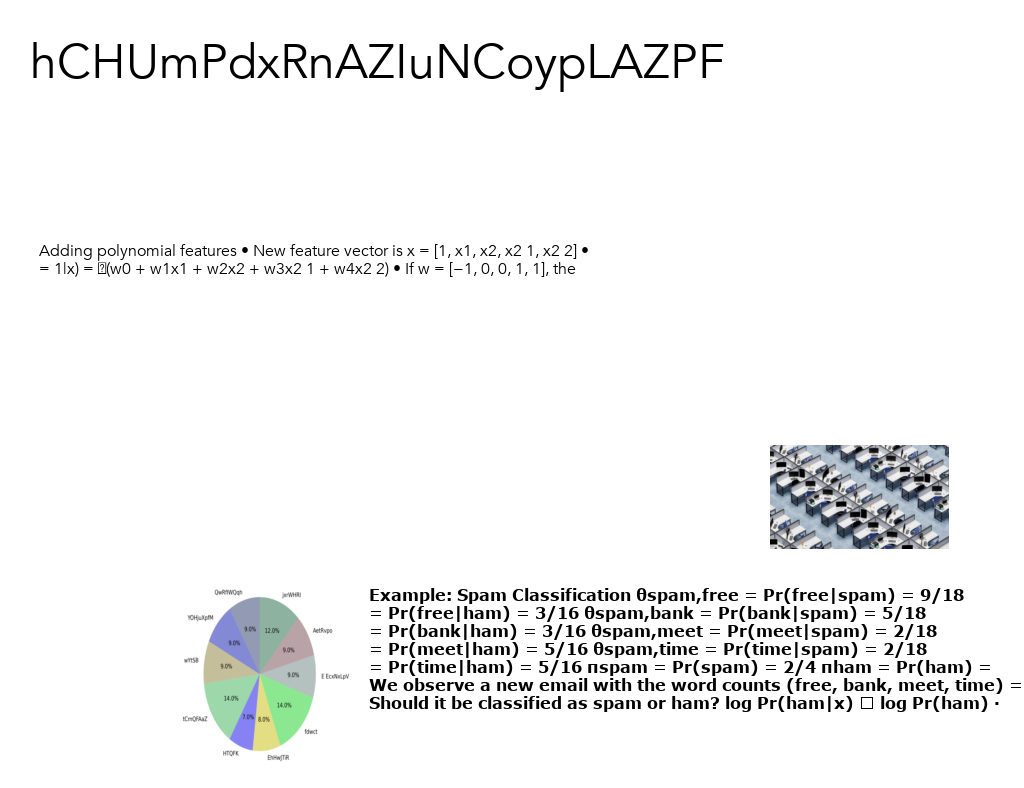 hCHUmPdxRnAZIuNCoypLAZPF
Adding polynomial features • New feature vector is x = [1, x1, x2, x2 1, x2 2] •
= 1|x) = (w0 + w1x1 + w2x2 + w3x2 1 + w4x2 2) • If w = [−1, 0, 0, 1, 1], the
QwRfIWQqh
jxrWHRI
YOHjuXpfM
AetRvpo
9.0%
12.0%
9.0%
9.0%
wYtSB
9.0%
9.0%
E EcxNxLpV
14.0%
14.0%
7.0%
8.0%
tCmQFAaZ
fdwct
HTQFK
EhHwJTiR
Example: Spam Classification θspam,free = Pr(free|spam) = 9/18
= Pr(free|ham) = 3/16 θspam,bank = Pr(bank|spam) = 5/18
= Pr(bank|ham) = 3/16 θspam,meet = Pr(meet|spam) = 2/18
= Pr(meet|ham) = 5/16 θspam,time = Pr(time|spam) = 2/18
= Pr(time|ham) = 5/16 πspam = Pr(spam) = 2/4 πham = Pr(ham) =
We observe a new email with the word counts (free, bank, meet, time) =
Should it be classified as spam or ham? log Pr(ham|x) □ log Pr(ham) ·